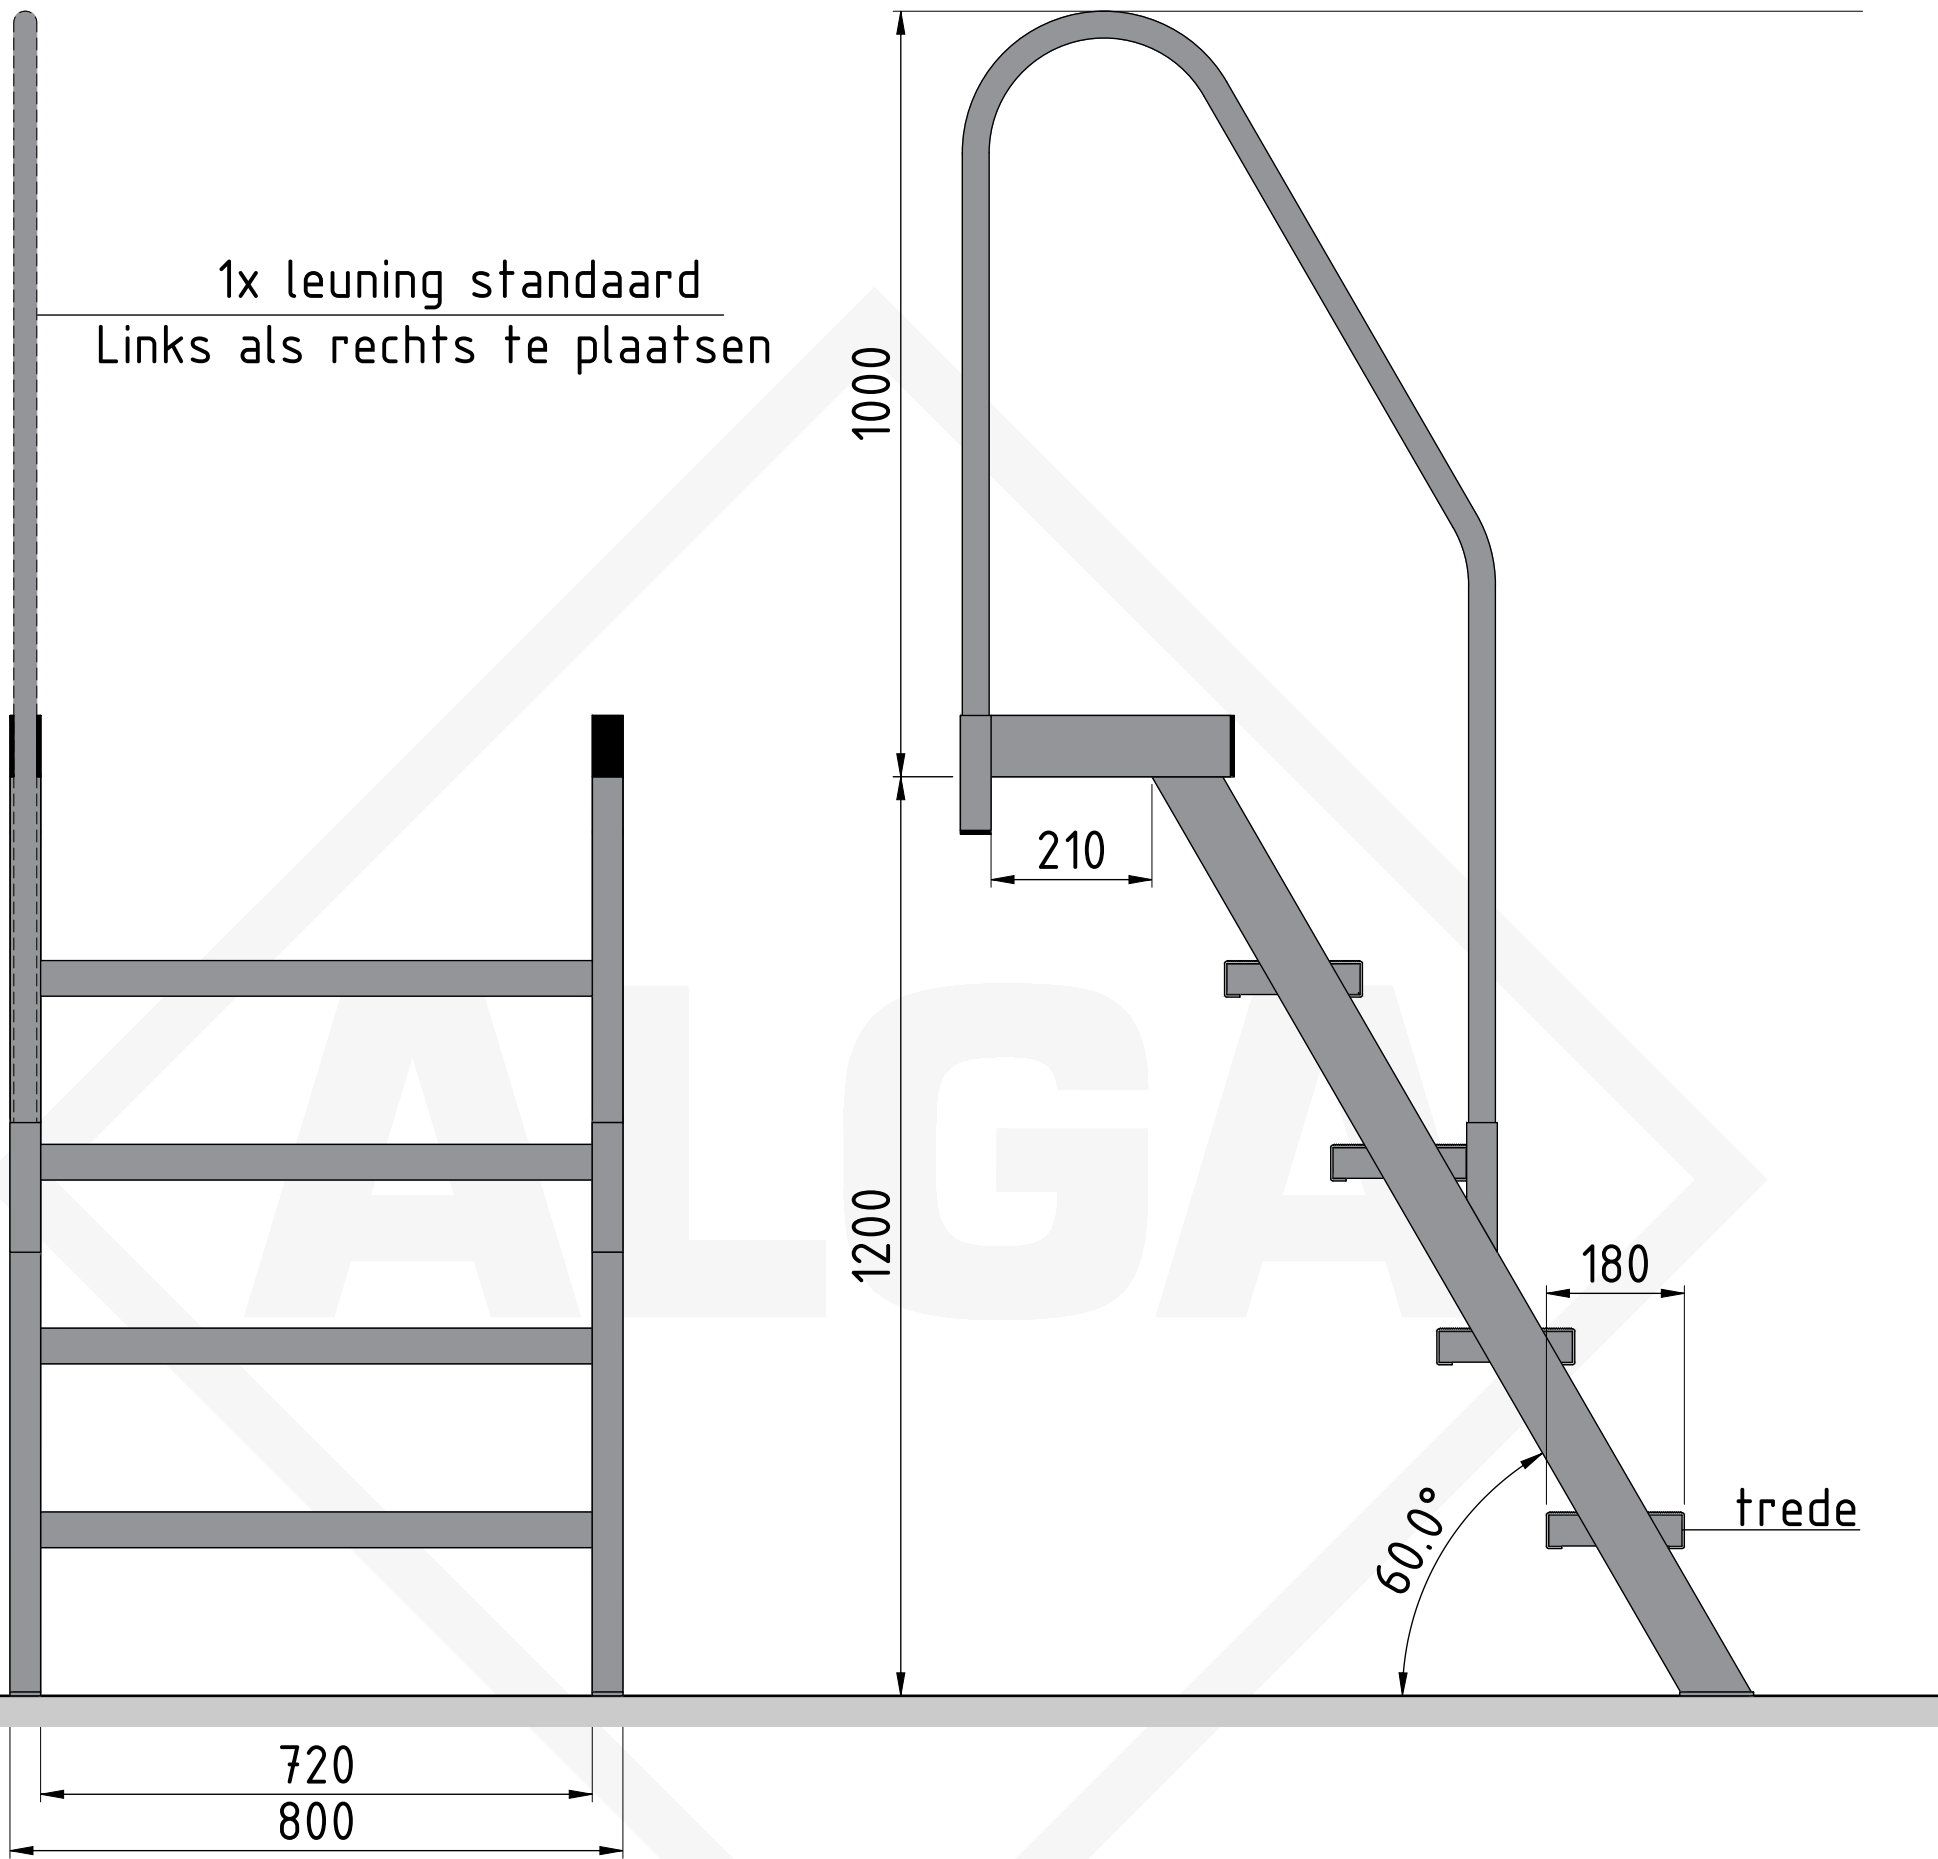 1x leuning standaard
Links als rechts te plaatsen
1000
210
1200
180
60.0°
trede
720
800
ALGA